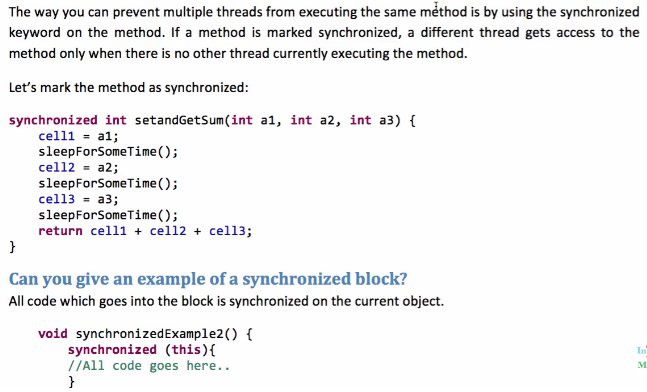 The way you can prevent multiple threads from executing the same method is by using the synchronized
keyword on the method. If a method is marked synchronized, a different thread gets access to the
method only when there is no other thread currently executing the method.
Let's mark the method as synchronized:
synchronized int setandGetSum(int a1, int a2, int a3) {
cell1 = a1;
sleepForSomeTime();
cell2 = a2;
sleepForSomeTime();
cell3 = a3;
sleepForSomeTime();
return cell1 + cell2 + cell3;
}
Can you give an example of a synchronized block?
All code which goes into the block is synchronized on the current object.
void synchronizedExample2() {
synchronized (this){
//All code goes here..
}